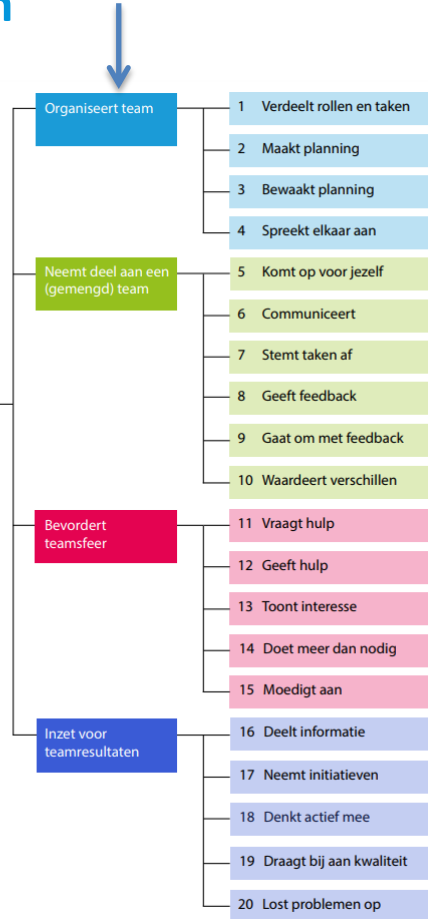 n
Organiseert team
1 Verdeelt rollen en taken
2 Maakt planning
3 Bewaakt planning
4 Spreekt elkaar aan
Neemt deel aan een
(gemengd) team
5 Komt op voor jezelf
6 Communiceert
7 Stemt taken af
8 Geeft feedback
9 Gaat om met feedback
10 Waardeert verschillen
Bevordert
teamsfeer
11 Vraagt hulp
12 Geeft hulp
13 Toont interesse
14 Doet meer dan nodig
15 Moedigt aan
Inzet voor
teamresultaten
16 Deelt informatie
17 Neemt initiatieven
18 Denkt actief mee
19 Draagt bij aan kwaliteit
20 Lost problemen op